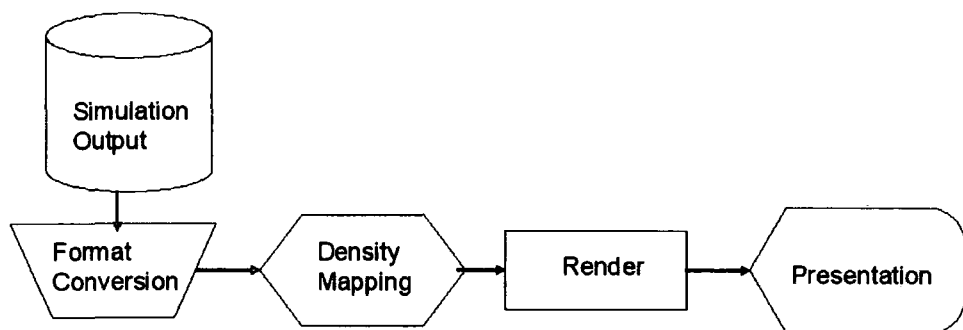 Simulation
Output
Format
Conversion
Density
Mapping
Render
Presentation